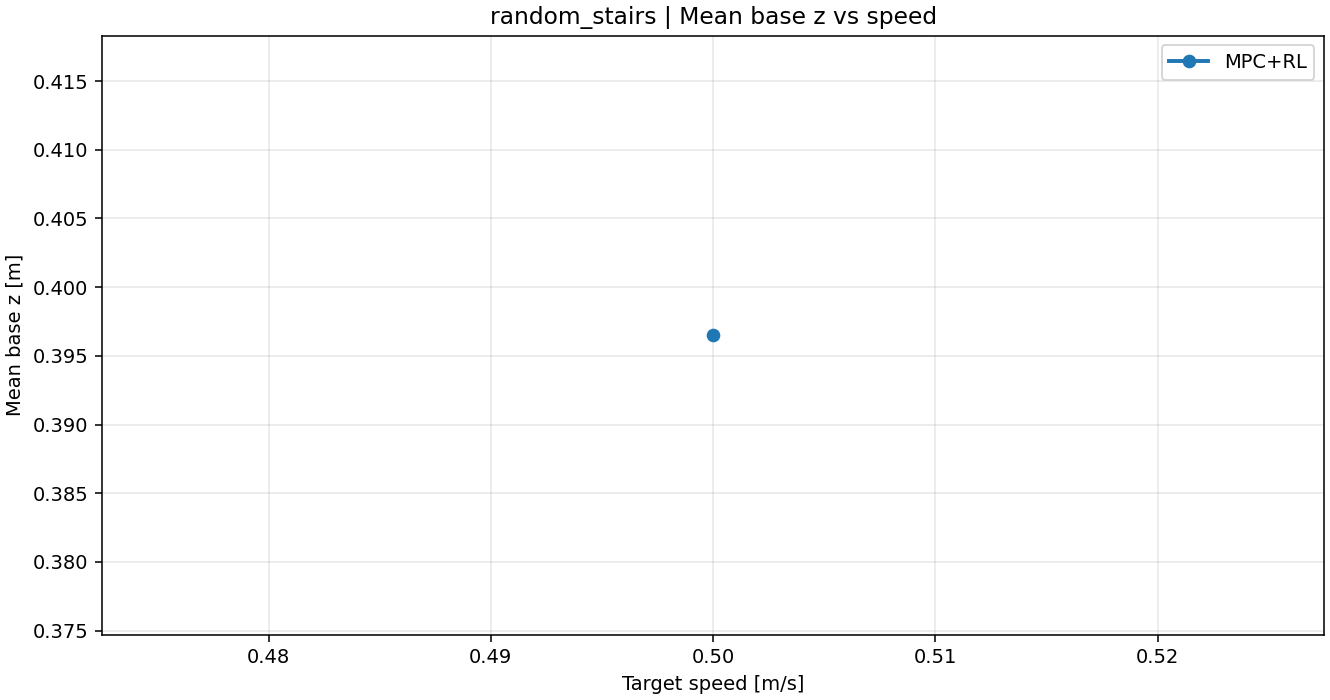 random_stairs | Mean base z vs speed
MPC+RL
Mean base z [m]
0.415
0.410
0.405
0.400
0.395
0.390
0.385
0.380
0.375
0.48 0.49 0.50 0.51 0.52
Target speed [m/s]